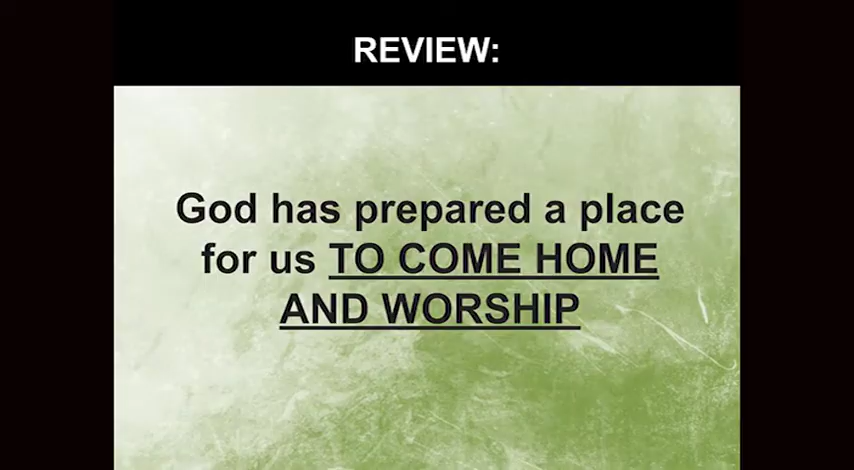 REVIEW:
God has prepared a place
for us TO COME HOME
AND WORSHIP